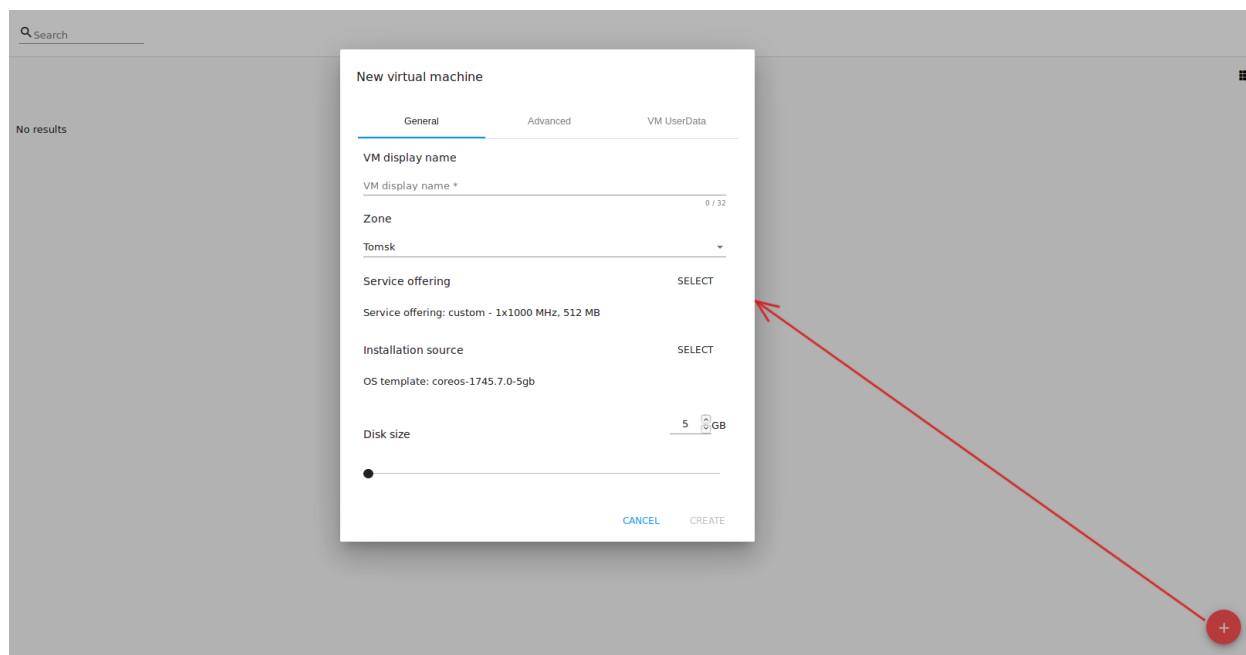 Search
No results
New virtual machine
General Advanced VM UserData
VM display name
VM display name *
0 / 32
Zone
Tomsk
Service offering SELECT
Service offering: custom - 1x1000 MHz, 512 MB
Installation source SELECT
OS template: coreos-1745.7.0-5gb
Disk size 5 GB
CANCEL CREATE
+